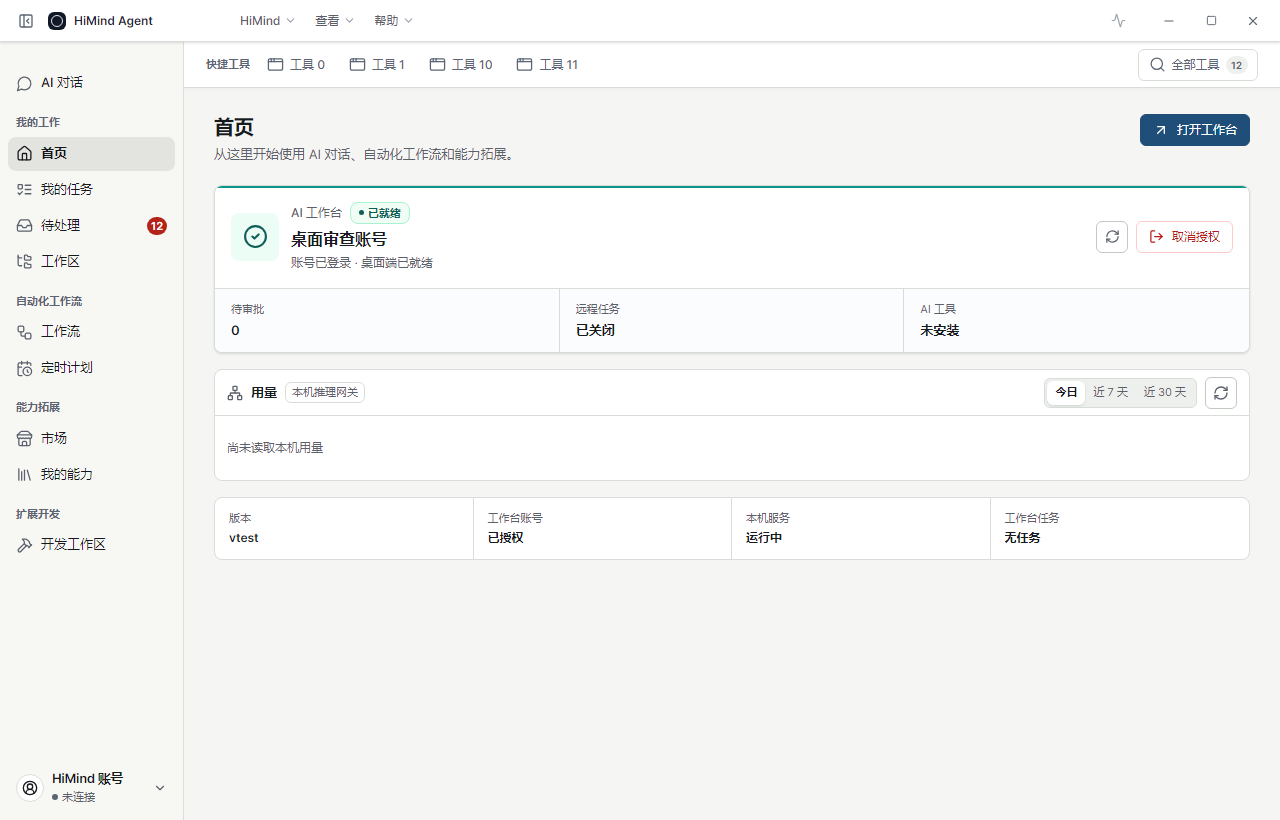 HiMind Agent
HiMind
查看
帮助
AI 对话
我的工作
首页
我的任务
待处理
12
工作区
自动化工作流
工作流
定时计划
能力拓展
市场
我的能力
扩展开发
开发工作区
HiMind 账号
未连接
快捷工具
工具 0
工具 1
工具 10
工具 11
全部工具
12
首页
从这里开始使用 AI 对话、自动化工作流和能力拓展。
打开工作台
AI 工作台
已就绪
桌面审查账号
账号已登录 · 桌面端已就绪
取消授权
待审批
0
远程任务
已关闭
AI 工具
未安装
用量
本机推理网关
今日
近 7 天
近 30 天
尚未读取本机用量
版本
vtest
工作台账号
已授权
本机服务
运行中
工作台任务
无任务